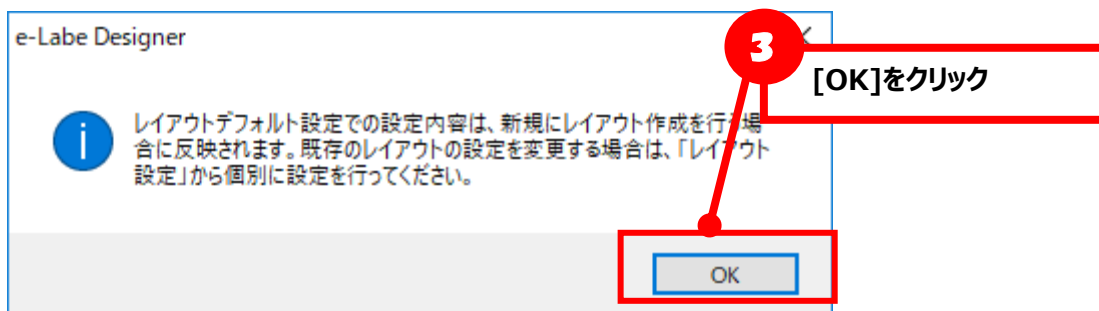 e-Labe Designer
3
[OK]をクリック
レイアウトデフォルト設定での設定内容は、新規にレイアウト作成を行う場
合に反映されます。既存のレイアウトの設定を変更する場合は、「レイアウト
設定」から個別に設定を行ってください。
OK